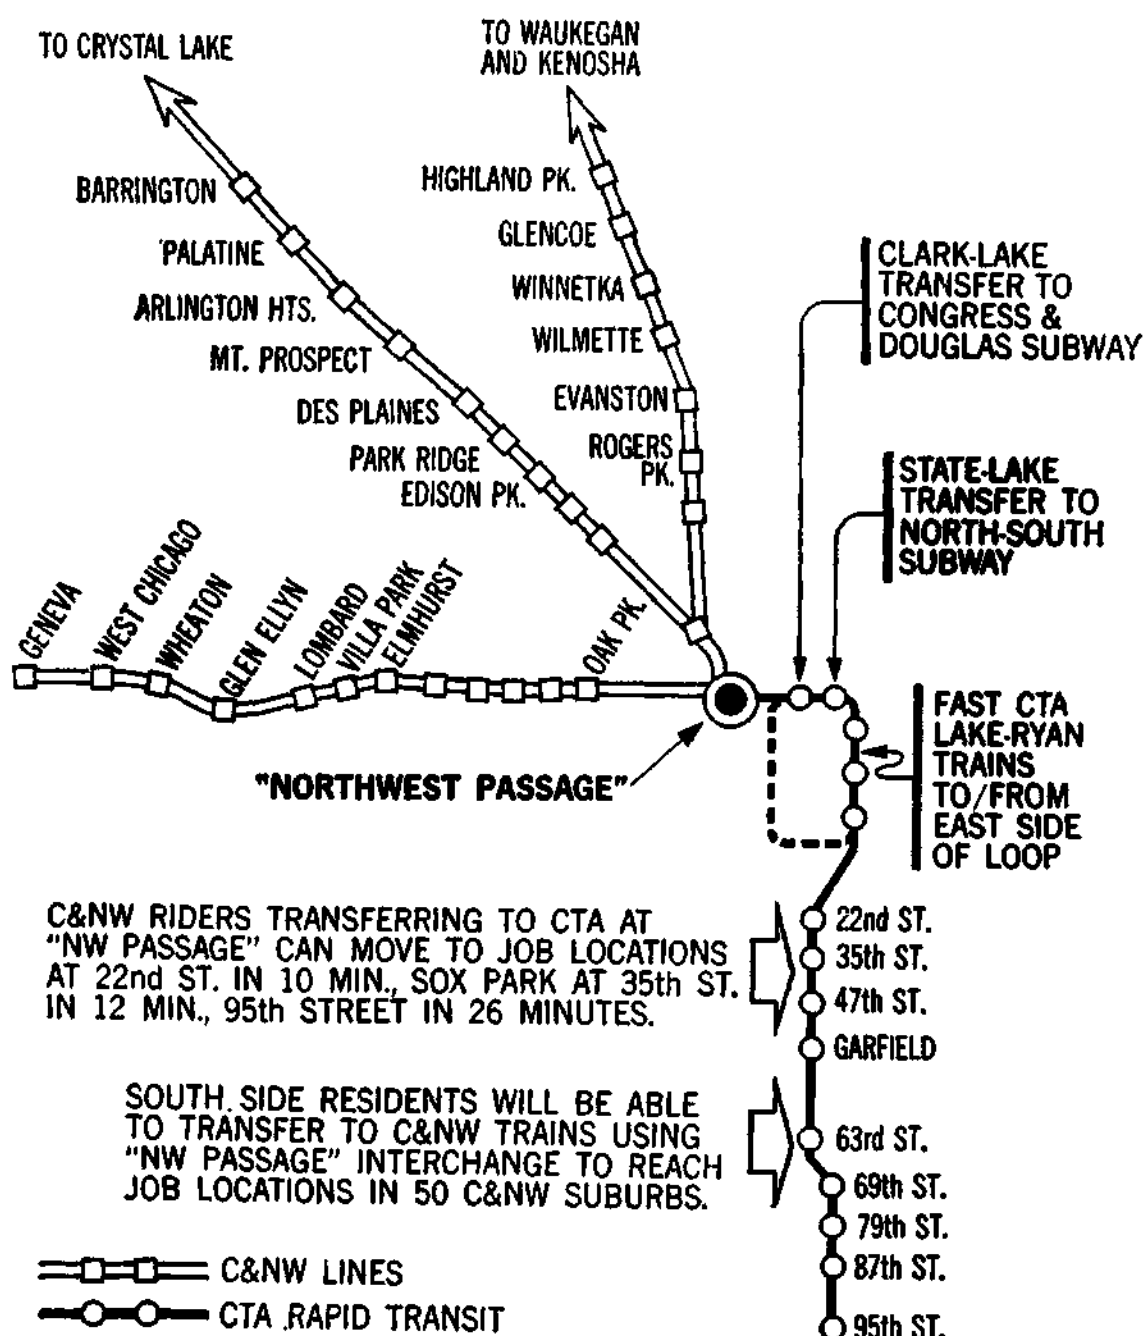 TO CRYSTAL LAKE
TO WAUKEGAN
AND KENOSHA
BARRINGTON
PALATINE
ARLINGTON HTS.
MT. PROSPECT
DES PLAINES
PARK RIDGE
EDISON PK.
HIGHLAND PK.
GLENCOE
WINNETKA
WILMETTE
EVANSTON
ROGERS
PK.
CLARK-LAKE
TRANSFER TO
CONGRESS &
DOUGLAS SUBWAY
STATE-LAKE
TRANSFER TO
NORTH-SOUTH
SUBWAY
GENEVA
WEST CHICAGO
WHEATON
GLEN ELLYN
LOMBARD
VILLA PARK
ELMHURST
OAK PK.
"NORTHWEST PASSAGE"
FAST CTA
LAKE-RYAN
TRAINS
TO/FROM
EAST SIDE
OF LOOP
C&NW RIDERS TRANSFERRING TO CTA AT
"NW PASSAGE" CAN MOVE TO JOB LOCATIONS
AT 22nd ST. IN 10 MIN., SOX PARK AT 35th ST.
IN 12 MIN., 95th STREET IN 26 MINUTES.
22nd ST.
35th ST.
47th ST.
GARFIELD
SOUTH SIDE RESIDENTS WILL BE ABLE
TO TRANSFER TO C&NW TRAINS USING
"NW PASSAGE" INTERCHANGE TO REACH
JOB LOCATIONS IN 50 C&NW SUBURBS.
63rd ST.
69th ST.
79th ST.
87th ST.
95th ST.
C&NW LINES
CTA RAPID TRANSIT